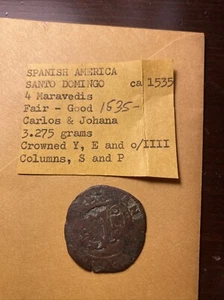 SPANISH AMERICA
SANTO DOMINGO ca 1535
4 Maravedis
Fair - Good 1535-
Carlos & Johana
3.275 grams
Crowned Y, E and o/IIII
Columns, S and P